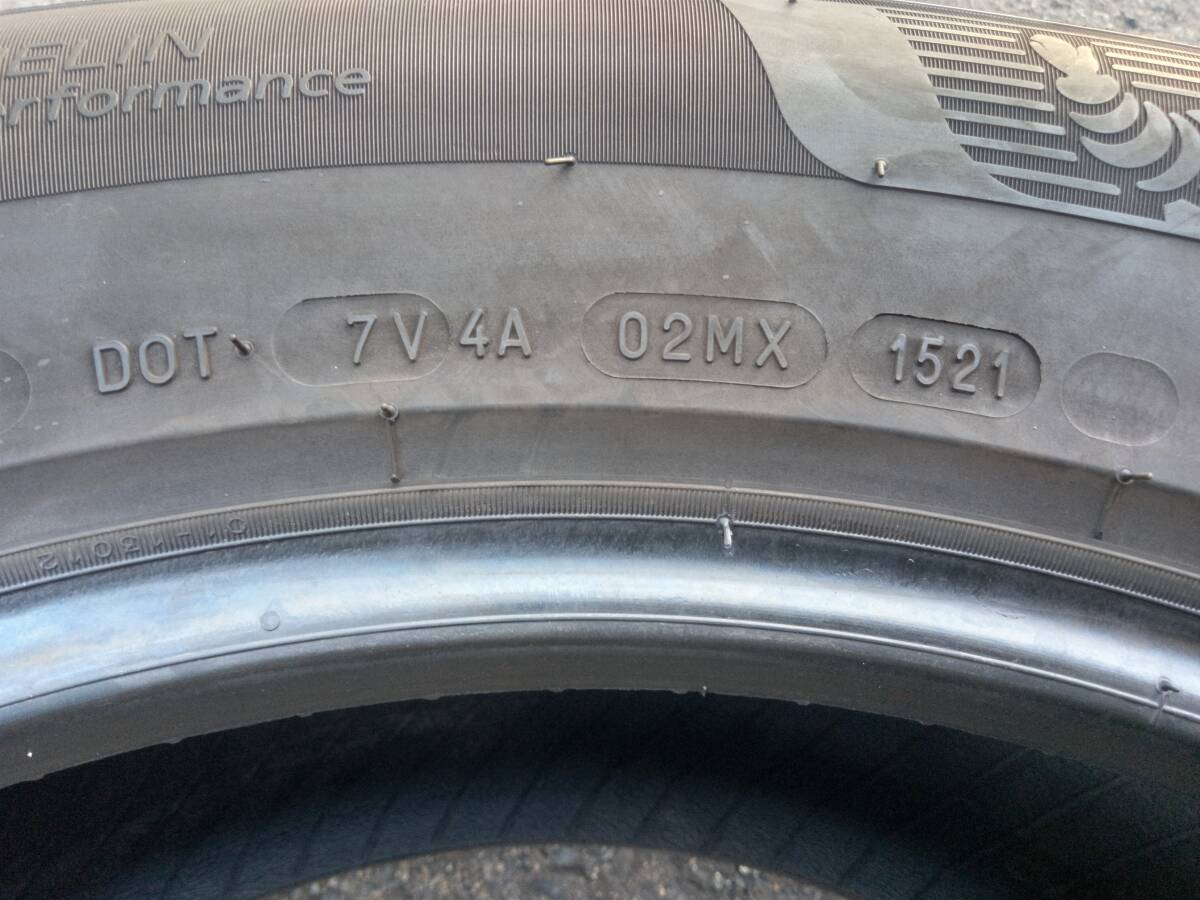 ELIN
erformance
DOT 7V 4A 02MX 1521